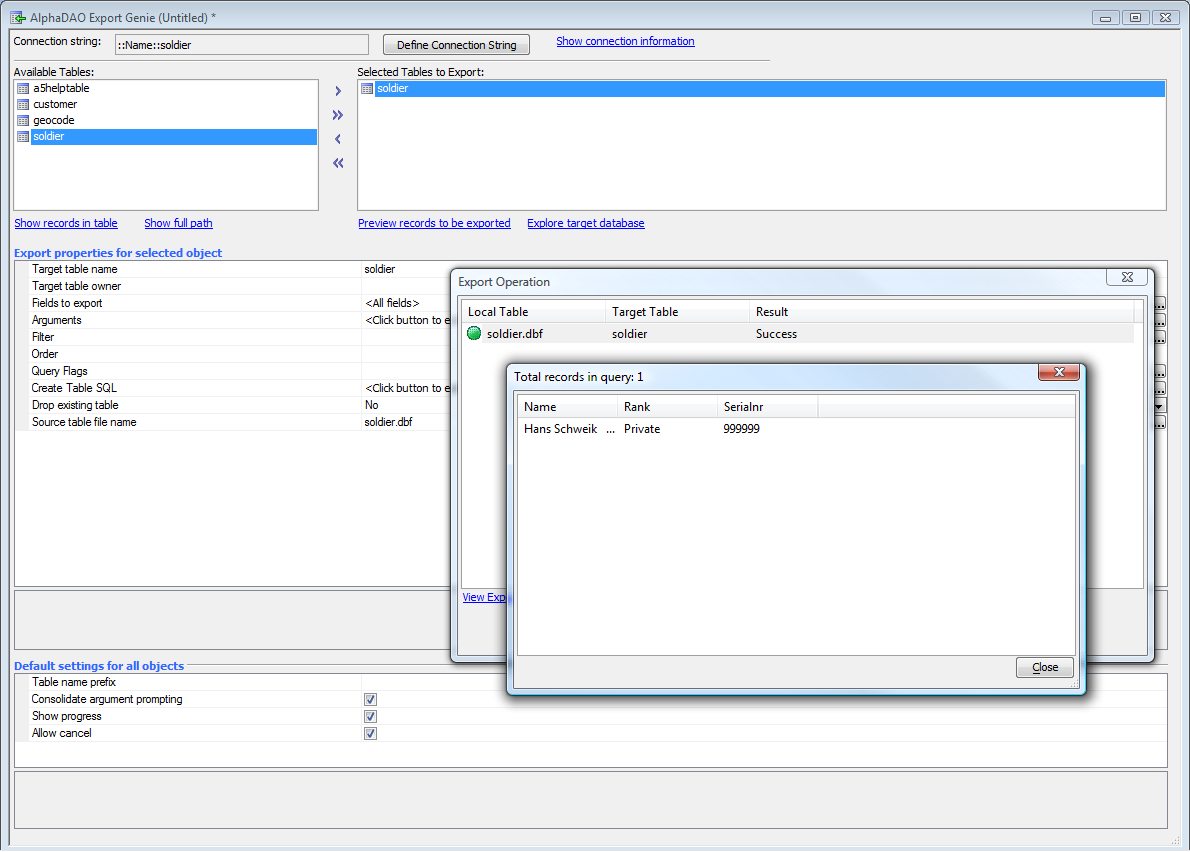 AlphaDAO Export Genie (Untitled) *
Connection string: ::Name::soldier Define Connection String Show connection information
Available Tables: Selected Tables to Export:
a5helptable soldier
customer
geocode
soldier
Show records in table Show full path Preview records to be exported Explore target database
Export properties for selected object
Target table name soldier
Target table owner
Fields to export <All fields>
Arguments <Click button to e
Filter
Order
Query Flags
Create Table SQL <Click button to e
Drop existing table No
Source table file name soldier.dbf
Export Operation
Local Table Target Table Result
soldier.dbf soldier Success
Total records in query: 1
Name Rank Serialnr
Hans Schweik ... Private 999999
View Exp
Close
Default settings for all objects
Table name prefix
Consolidate argument prompting
Show progress
Allow cancel